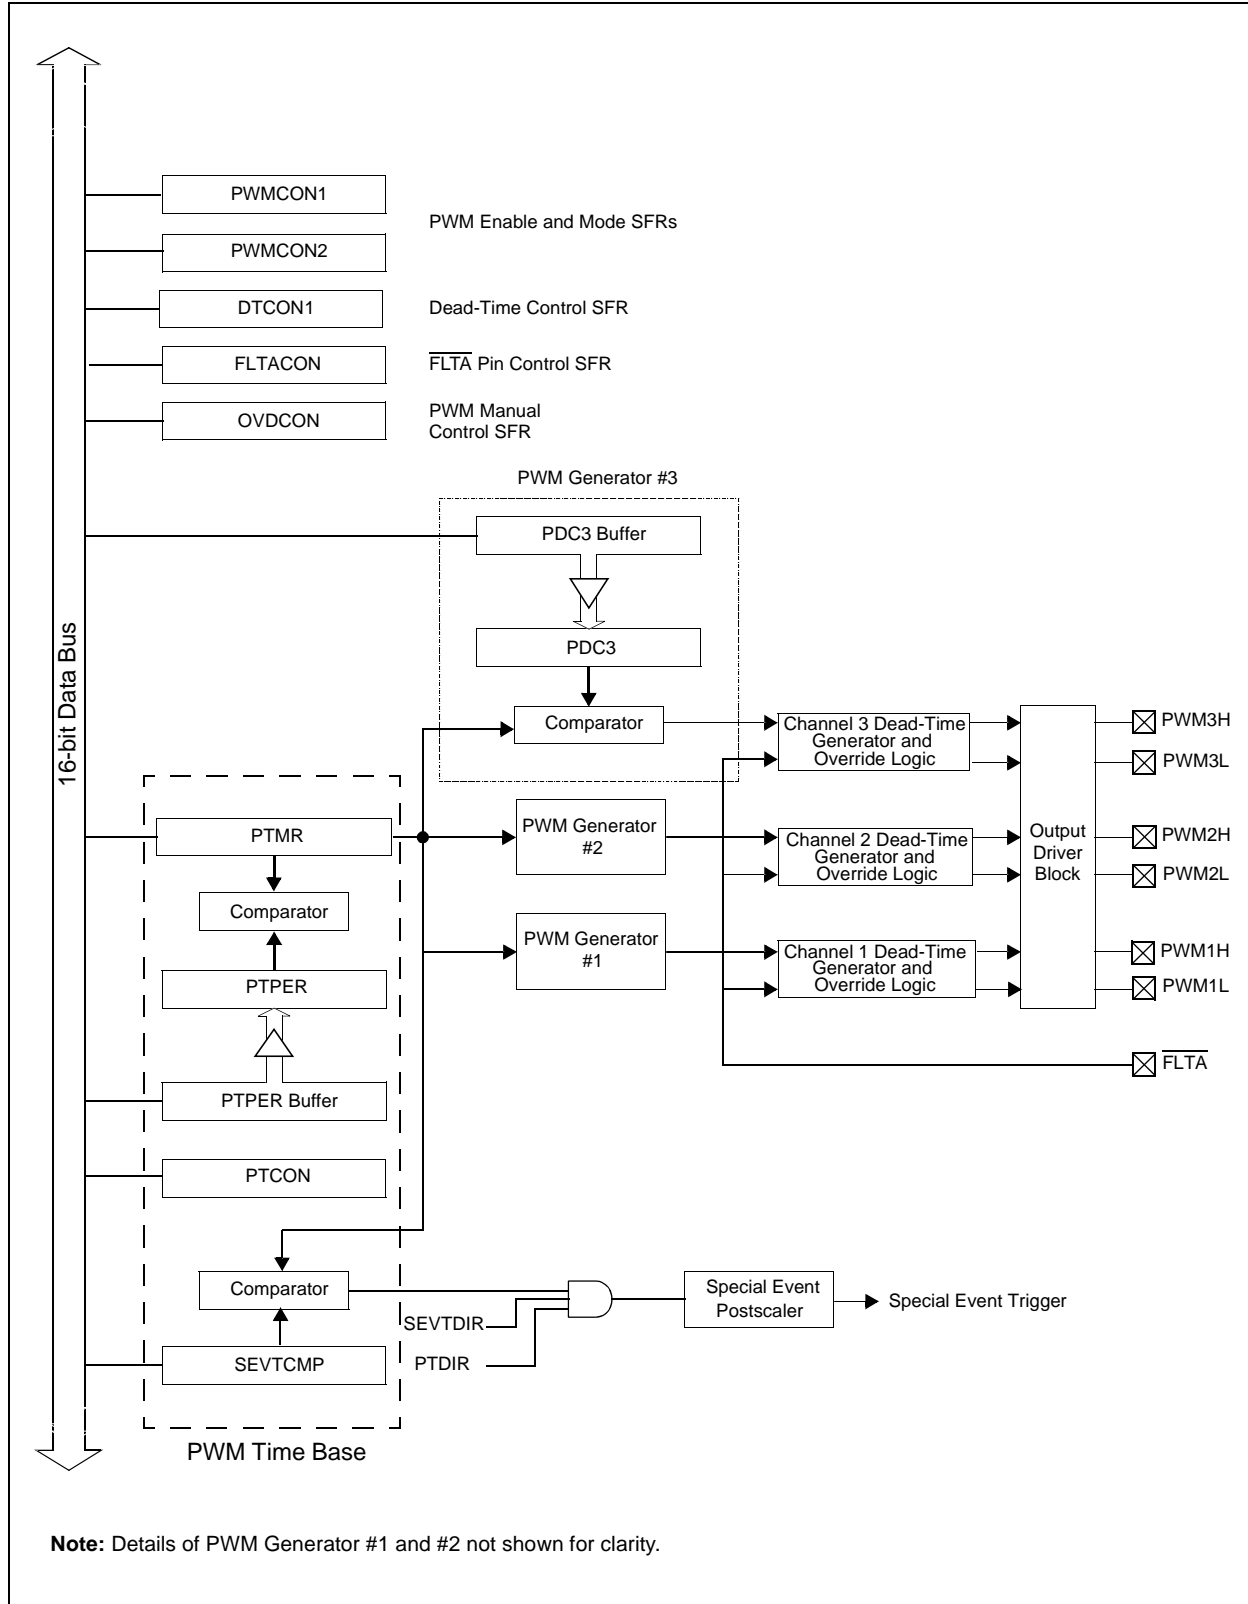 PWMCON1
PWM Enable and Mode SFRs
PWMCON2
DTCON1
Dead-Time Control SFR
FLTACON
FLTA Pin Control SFR
OVDCON
PWM Manual
Control SFR
PWM Generator #3
PDC3 Buffer
16-bit Data Bus
PDC3
Comparator
Channel 3 Dead-Time
Generator and
Override Logic
PWM3H
PWM3L
PTMR
PWM Generator
#2
Channel 2 Dead-Time
Generator and
Override Logic
Output
Driver
Block
PWM2H
PWM2L
Comparator
PWM Generator
#1
Channel 1 Dead-Time
Generator and
Override Logic
PWM1H
PWM1L
PTPER
FLTA
PTPER Buffer
PTCON
Comparator
SEVTDIR
PTDIR
Special Event
Postscaler
Special Event Trigger
SEVTCMP
PWM Time Base
Note: Details of PWM Generator #1 and #2 not shown for clarity.